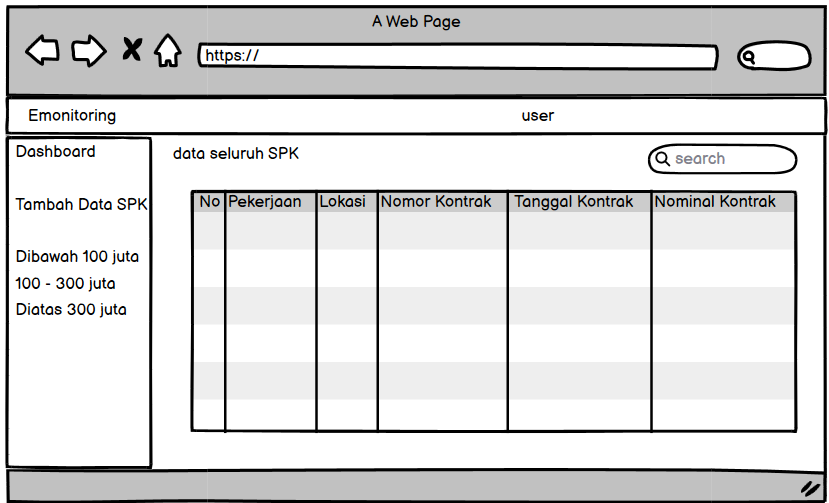 A Web Page
https://
Emonitoring
user
Dashboard
data seluruh SPK
search
Tambah Data SPK
No Pekerjaan Lokasi Nomor Kontrak Tanggal Kontrak Nominal Kontrak
Dibawah 100 juta
100 - 300 juta
Diatas 300 juta